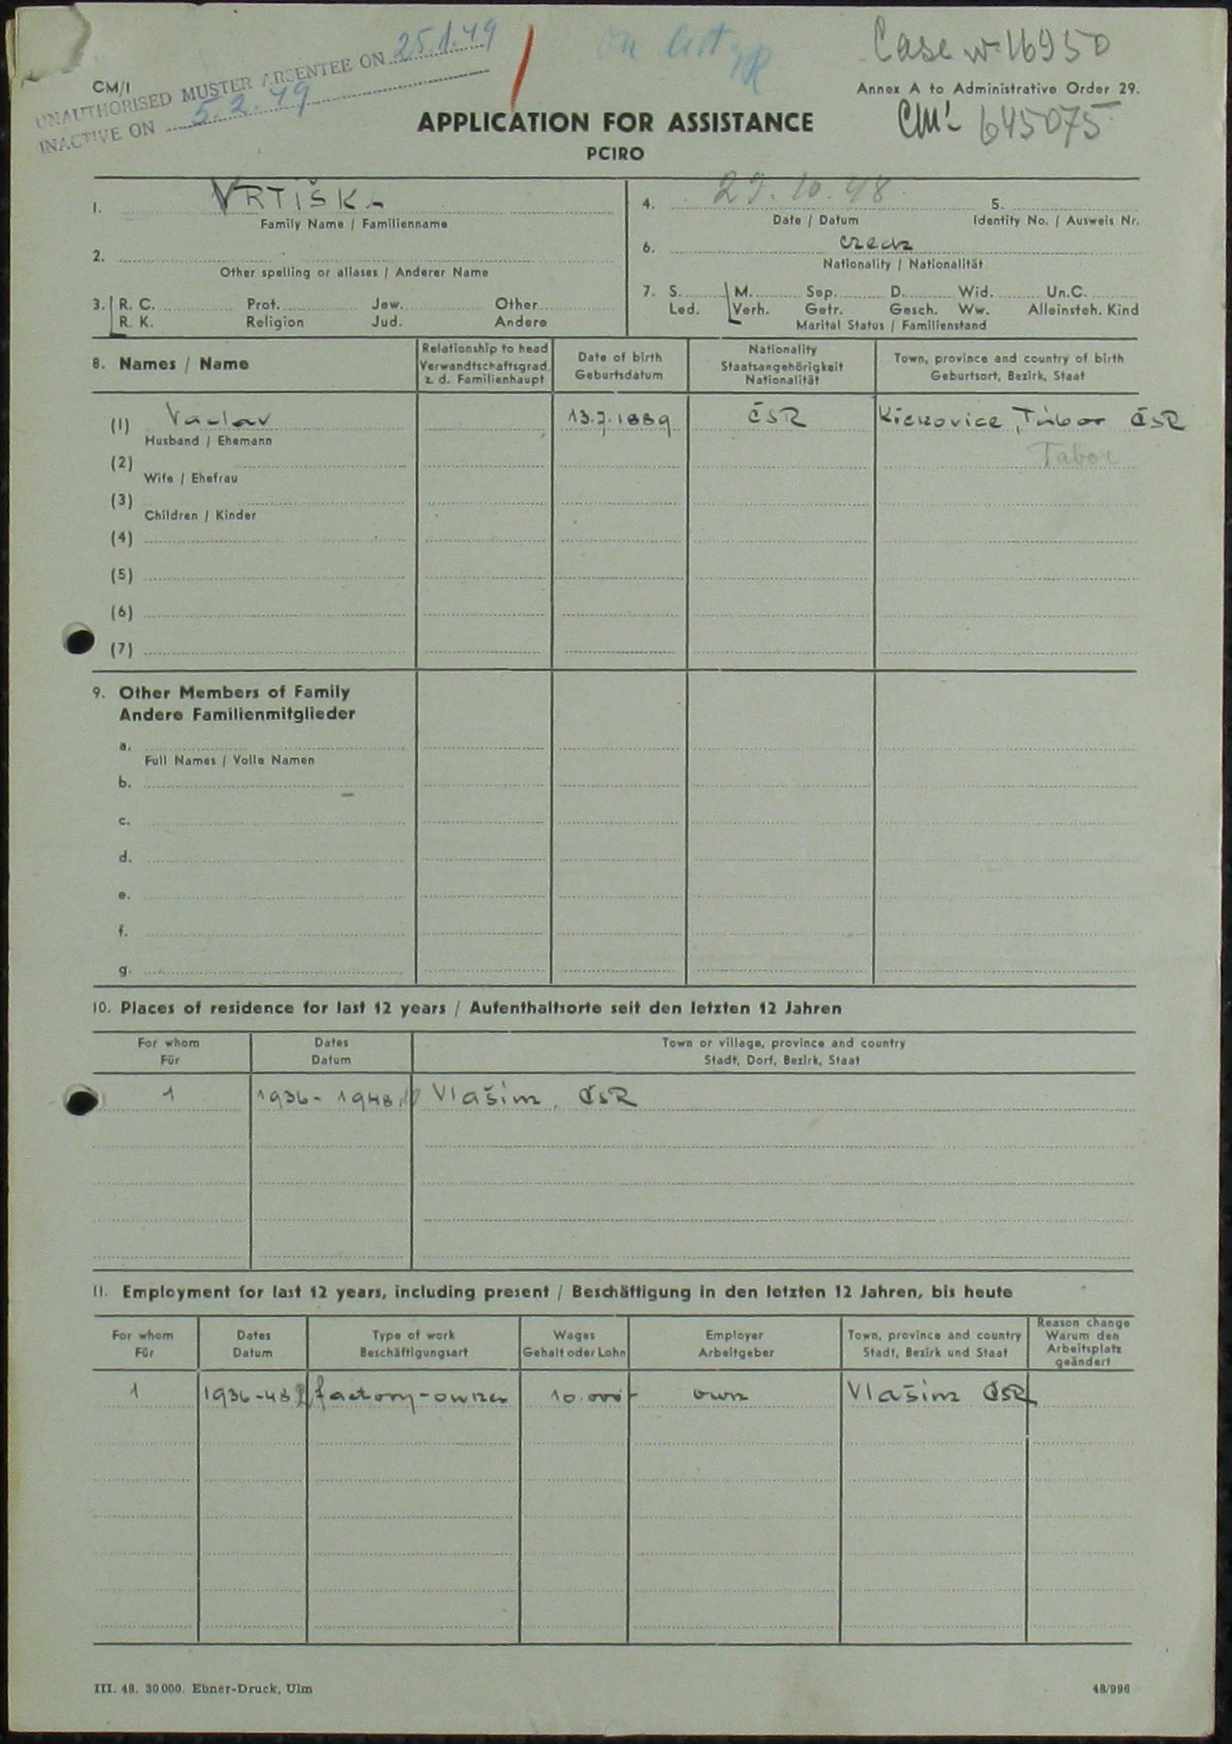 CM/I
UNAUTHORISED MUSTER ABSENTEE ON 25.1.49
INACTIVE ON 5.2.49
on list
Case nr 16950
Annex A to Administrative Order 29.
CM1 645075
APPLICATION FOR ASSISTANCE
PCIRO
1. VRTIŠKA
Family Name / Familienname
4. 29.10.48 5.
Date / Datum Identity No. / Ausweis Nr.
2.
Other spelling or aliases / Anderer Name
6. czech
Nationality / Nationalität
3. R. C. Prot. Jew. Other
R. K. Religion Jud. Andere
7. S. M. Sep. D. Wid. Un.C.
Led. Verh. Getr. Gesch. Ww. Alleinsteh. Kind
Marital Status / Familienstand
8. Names / Name
Relationship to head
Verwandtschaftsgrad
z. d. Familienhaupt
Date of birth
Geburtsdatum
Nationality
Staatsangehörigkeit
Nationalität
Town, province and country of birth
Geburtsort, Bezirk, Staat
(1) Vaclav 13.7.1889 ČSR Tábor ČSR
Husband / Ehemann
(2) Tabor
Wife / Ehefrau
(3)
Children / Kinder
(4)
(5)
(6)
(7)
9. Other Members of Family
Andere Familienmitglieder
a.
Full Names / Volle Namen
b.
c.
d.
e.
f.
g.
10. Places of residence for last 12 years / Aufenthaltsorte seit den letzten 12 Jahren
For whom
Für
Dates
Datum
Town or village, province and country
Stadt, Dorf, Bezirk, Staat
1 1936 - 1948 Vlašim, ČSR
11. Employment for last 12 years, including present / Beschäftigung in den letzten 12 Jahren, bis heute
For whom
Für
Dates
Datum
Type of work
Beschäftigungsart
Wages
Gehalt oder Lohn
Employer
Arbeitgeber
Town, province and country
Stadt, Bezirk und Staat
Reason change
Warum den
Arbeitsplatz
geändert
1 1936-48 factory-owner 10.000.- own Vlašim ČSR
III. 48. 30 000. Ebner-Druck, Ulm
48/996